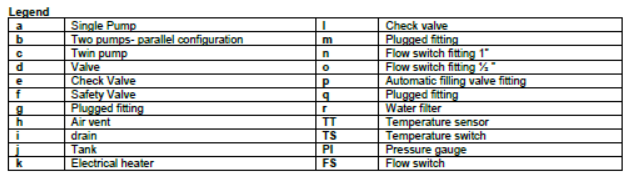 Legend
a Single Pump l Check valve
b Two pumps- parallel configuration m Plugged fitting
c Twin pump n Flow switch fitting 1"
d Valve o Flow switch fitting ½ "
e Check Valve p Automatic filling valve fitting
f Safety Valve q Plugged fitting
g Plugged fitting r Water filter
h Air vent TT Temperature sensor
i drain TS Temperature switch
j Tank PI Pressure gauge
k Electrical heater FS Flow switch